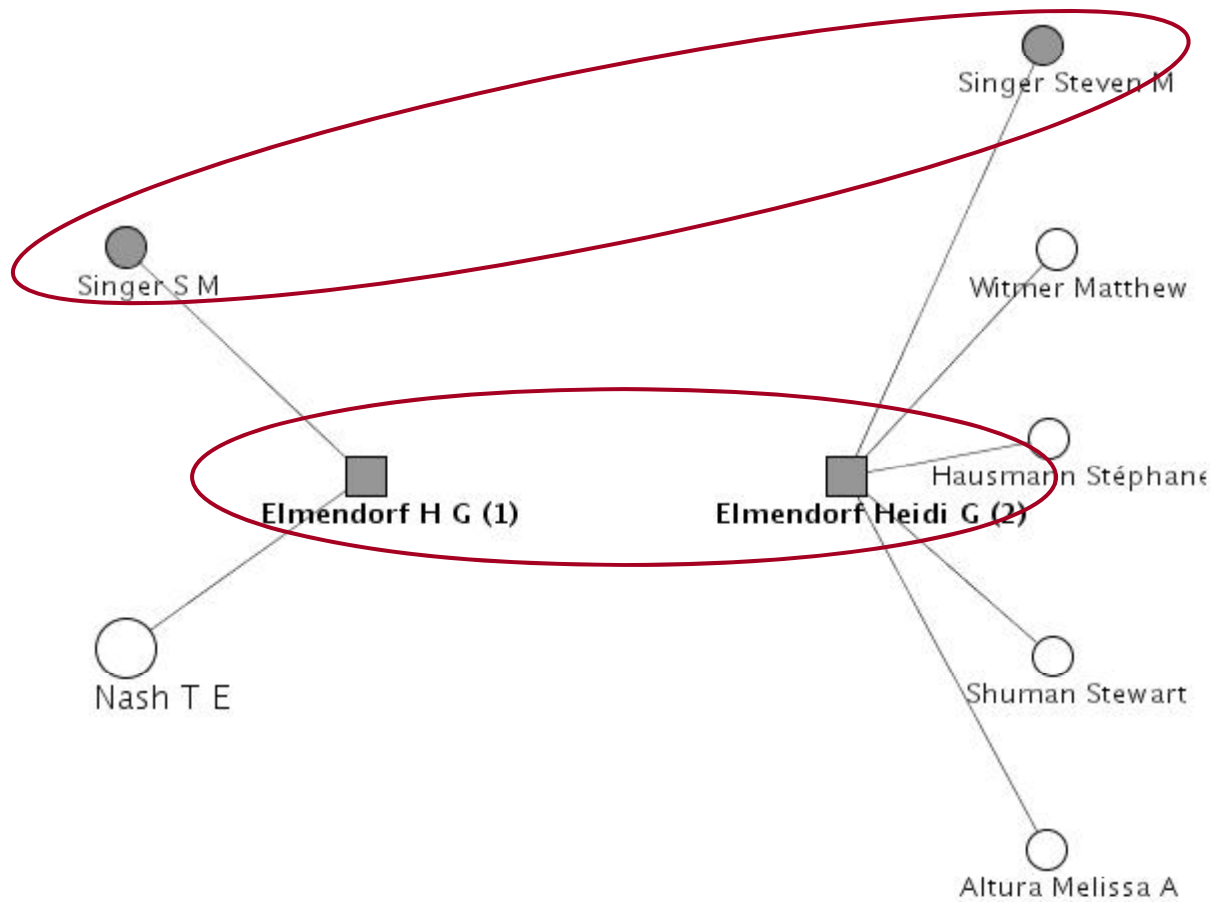 Singer Steven M
Singer S M
Witmer Matthew
Hausmann Stéphane
Elmendorf H G (1)
Elmendorf Heidi G (2)
Nash T E
Shuman Stewart
Altura Melissa A